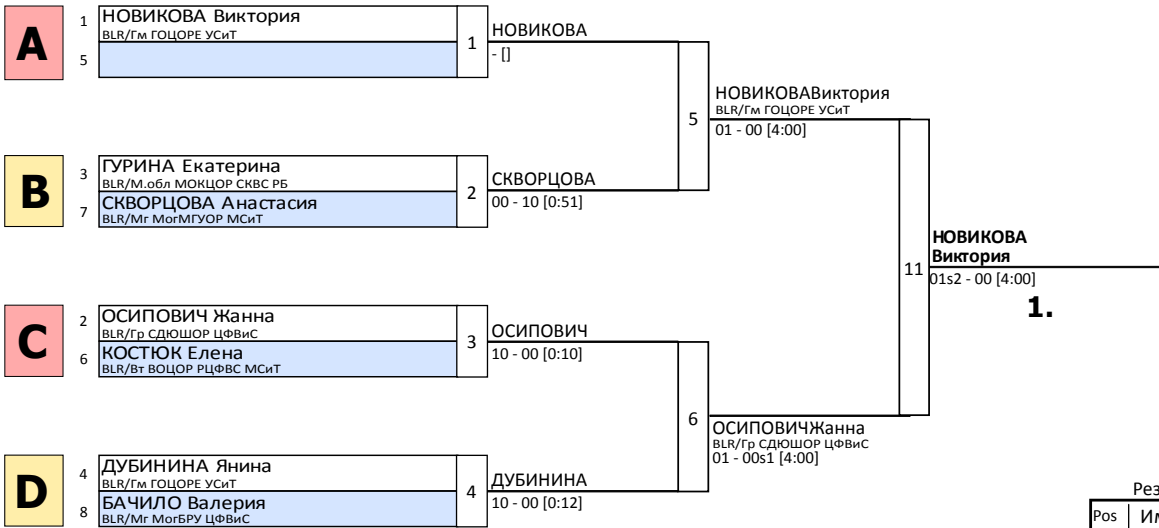 A
1 НОВИКОВА Виктория
BLR/Гм ГОЦОРЕ УСиТ
5
1
НОВИКОВА
- []
B
3 ГУРИНА Екатерина
BLR/М.обл МОКЦОР СКВС РБ
7 СКВОРЦОВА Анастасия
BLR/Мг МогМГУОР МСиТ
2
СКВОРЦОВА
00 - 10 [0:51]
5
НОВИКОВАВиктория
BLR/Гм ГОЦОРЕ УСиТ
01 - 00 [4:00]
C
2 ОСИПОВИЧ Жанна
BLR/Гр СДЮШОР ЦФВиС
6 КОСТЮК Елена
BLR/Вт ВОЦОР РЦФВС МСиТ
3
ОСИПОВИЧ
10 - 00 [0:10]
D
4 ДУБИНИНА Янина
BLR/Гм ГОЦОРЕ УСиТ
8 БАЧИЛО Валерия
BLR/Мг МогБРУ ЦФВиС
4
ДУБИНИНА
10 - 00 [0:12]
6
ОСИПОВИЧЖанна
BLR/Гр СДЮШОР ЦФВиС
01 - 00s1 [4:00]
11
НОВИКОВА
Виктория
01s2 - 00 [4:00]
1.
Рез
Pos Им